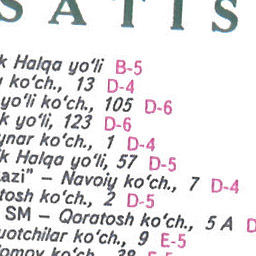 SATIS
k Halqa yo‘li B-5
ko‘ch., 13 D-4
yo‘li ko‘ch., 105 D-6
k yo‘li, 123 D-6
ynar ko‘ch., 1 D-4
k Halqa yo‘li, 57 D-5
azi” – Navoiy ko‘ch., 7 D-4
tosh ko‘ch., 2 D-5
SM – Qoratosh ko‘ch., 5 A D
uotchilar ko‘ch., 9 E-5